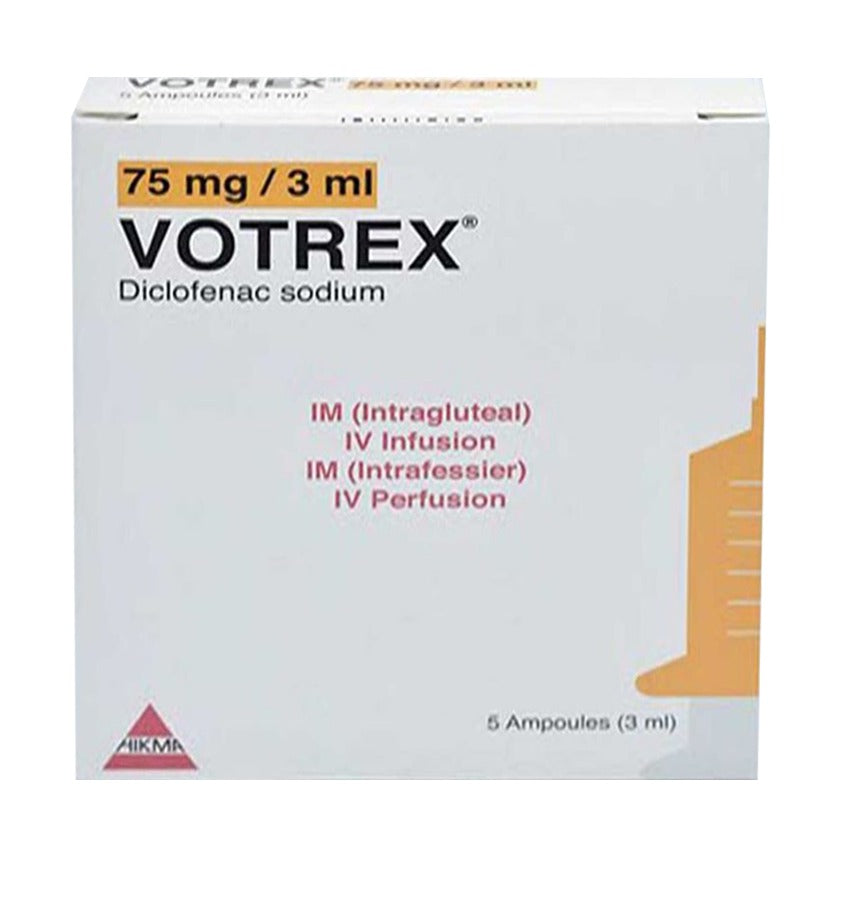 VOTREX® 75 mg / 3 ml
5 Ampoules (3 ml)
75 mg / 3 ml
VOTREX®
Diclofenac sodium
IM (Intragluteal)
IV Infusion
IM (Intrafessier)
IV Perfusion
5 Ampoules (3 ml)
HIKMA